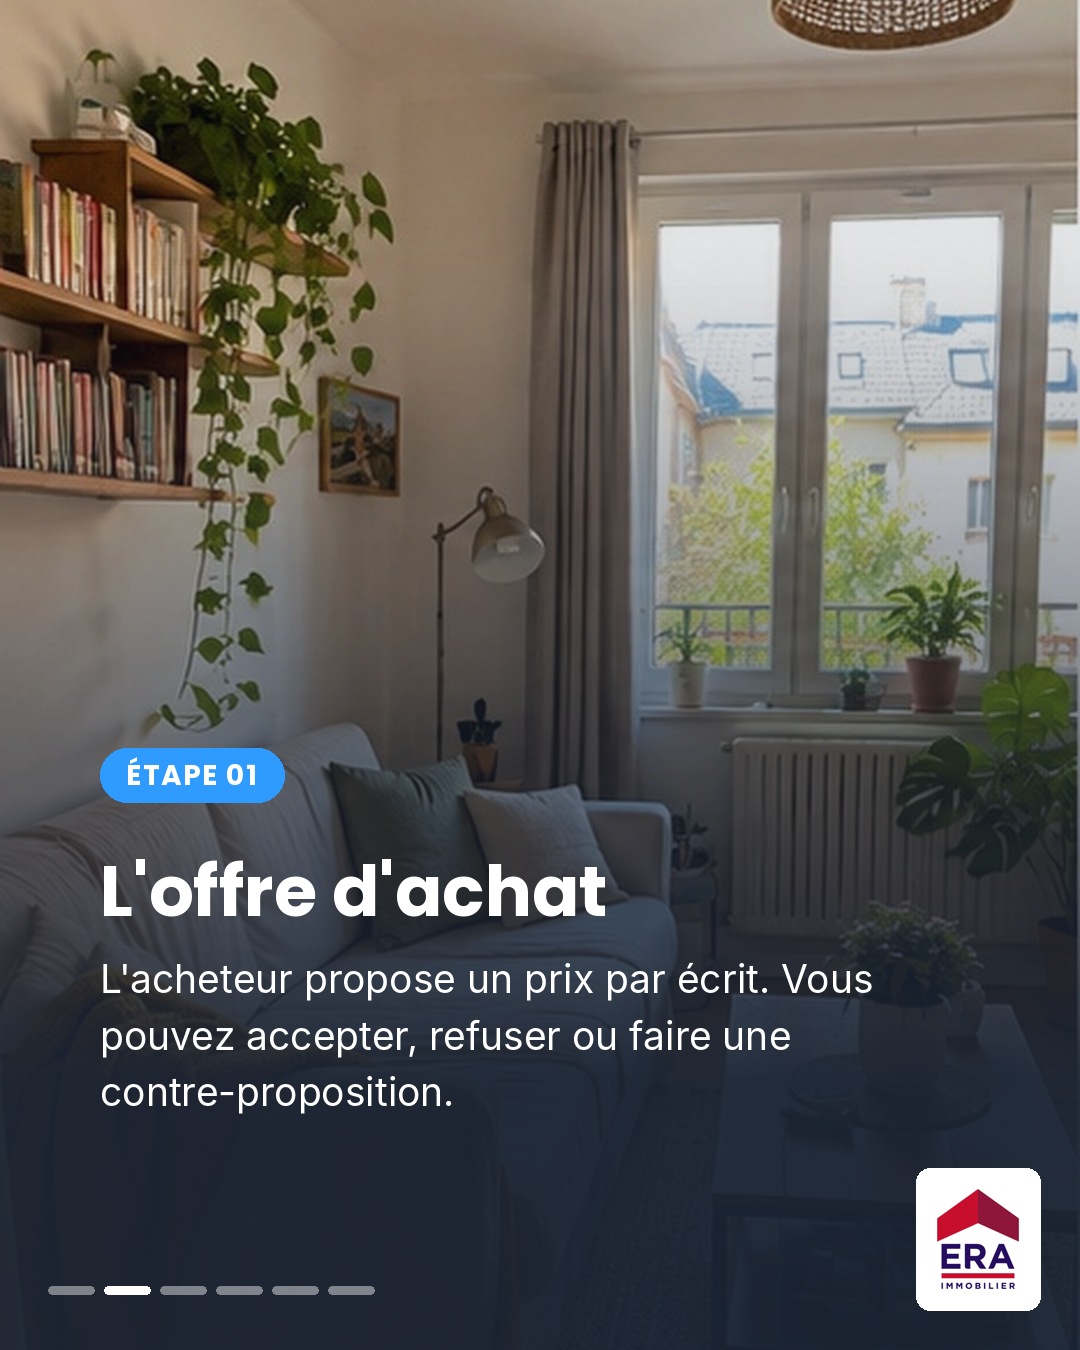 ÉTAPE 01
L'offre d'achat
L'acheteur propose un prix par écrit. Vous
pouvez accepter, refuser ou faire une
contre-proposition.
ERA
IMMOBILIER